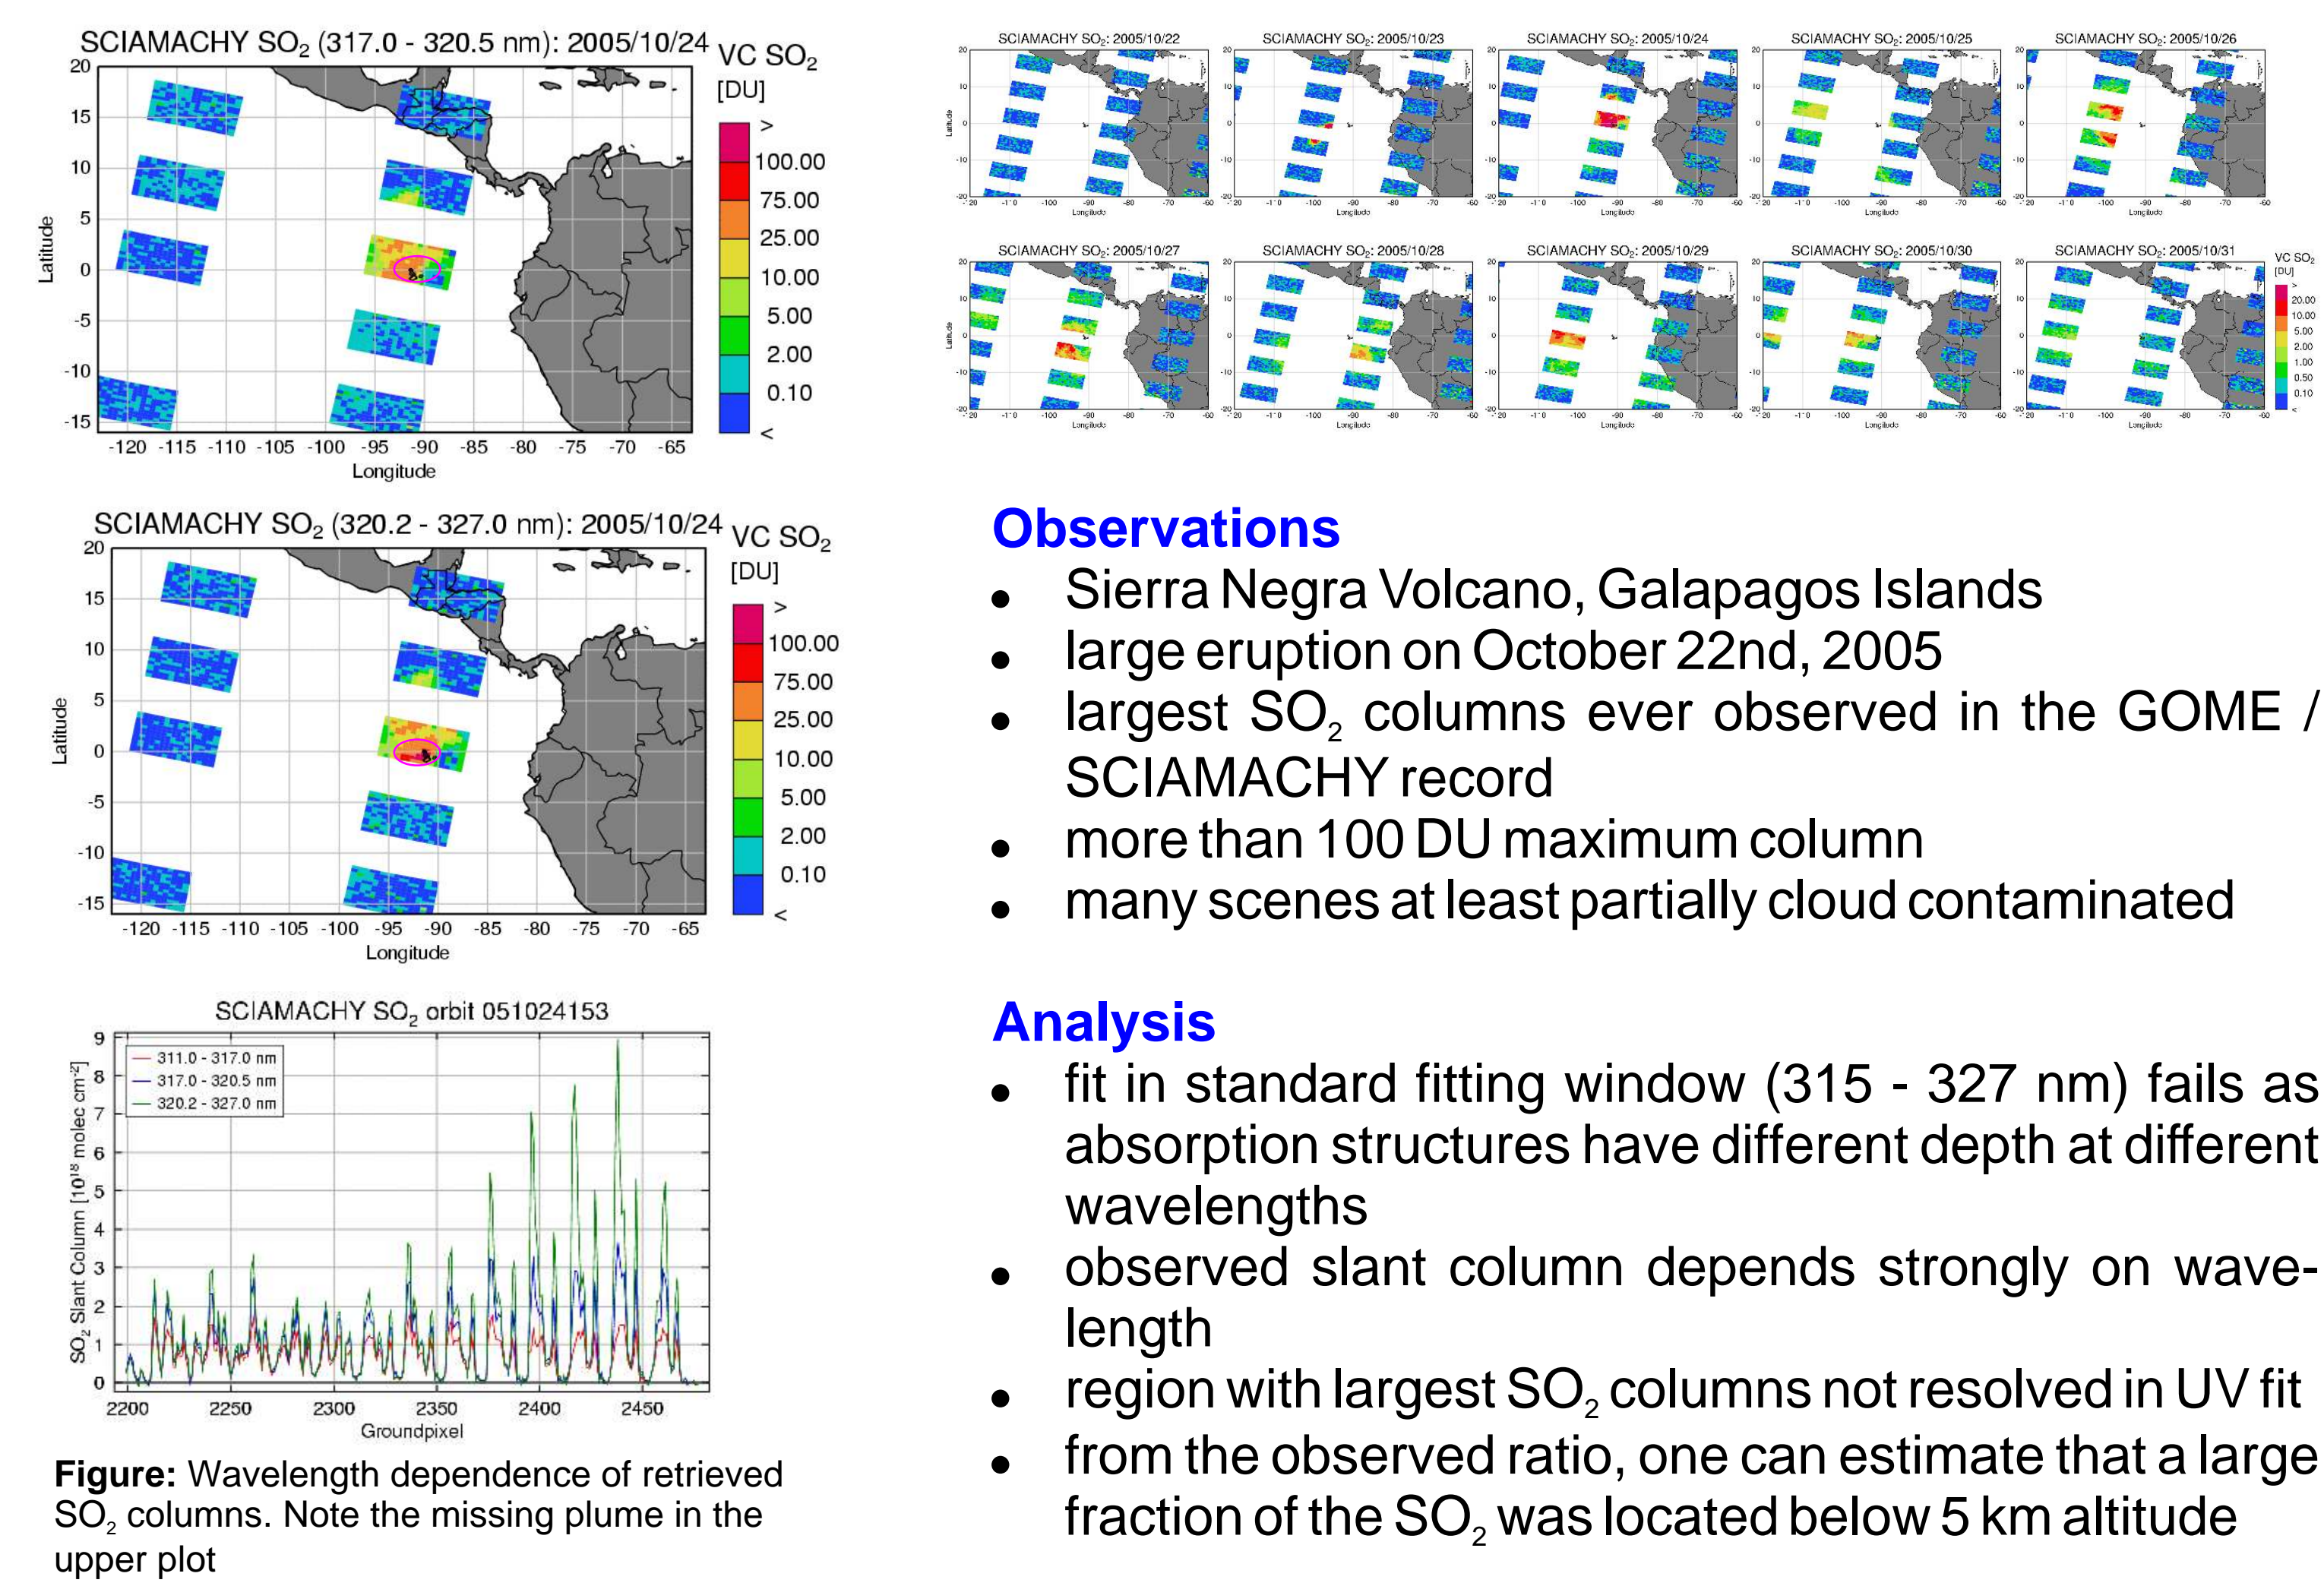 SCIAMACHY SO2 (317.0 - 320.5 nm): 2005/10/24
VC SO2
[DU]
>
100.00
75.00
25.00
10.00
5.00
2.00
0.10
<
20
15
10
5
0
-5
-10
-15
Latitude
-120 -115 -110 -105 -100 -95 -90 -85 -80 -75 -70 -65
Longitude
SCIAMACHY SO2 (320.2 - 327.0 nm): 2005/10/24
VC SO2
[DU]
>
100.00
75.00
25.00
10.00
5.00
2.00
0.10
<
20
15
10
5
0
-5
-10
-15
Latitude
-120 -115 -110 -105 -100 -95 -90 -85 -80 -75 -70 -65
Longitude
SCIAMACHY SO2 orbit 051024153
311.0 - 317.0 nm
317.0 - 320.5 nm
320.2 - 327.0 nm
9
8
7
6
5
4
3
2
1
0
SO2 Slant Column [10¹⁸ molec cm⁻²]
2200 2250 2300 2350 2400 2450
Groundpixel
Figure: Wavelength dependence of retrieved
SO2 columns. Note the missing plume in the
upper plot
SCIAMACHY SO2: 2005/10/22
SCIAMACHY SO2: 2005/10/23
SCIAMACHY SO2: 2005/10/24
SCIAMACHY SO2: 2005/10/25
SCIAMACHY SO2: 2005/10/26
Latitude
Longitude
Longitude
Longitude
Longitude
Longitude
SCIAMACHY SO2: 2005/10/27
SCIAMACHY SO2: 2005/10/28
SCIAMACHY SO2: 2005/10/29
SCIAMACHY SO2: 2005/10/30
SCIAMACHY SO2: 2005/10/31
VC SO2
[DU]
>
20.00
10.00
5.00
2.00
1.00
0.50
0.10
<
Latitude
Longitude
Longitude
Longitude
Longitude
Longitude
Observations
● Sierra Negra Volcano, Galapagos Islands
● large eruption on October 22nd, 2005
● largest SO2 columns ever observed in the GOME /
SCIAMACHY record
● more than 100 DU maximum column
● many scenes at least partially cloud contaminated
Analysis
● fit in standard fitting window (315 - 327 nm) fails as
absorption structures have different depth at different
wavelengths
● observed slant column depends strongly on wave-
length
● region with largest SO2 columns not resolved in UV fit
● from the observed ratio, one can estimate that a large
fraction of the SO2 was located below 5 km altitude